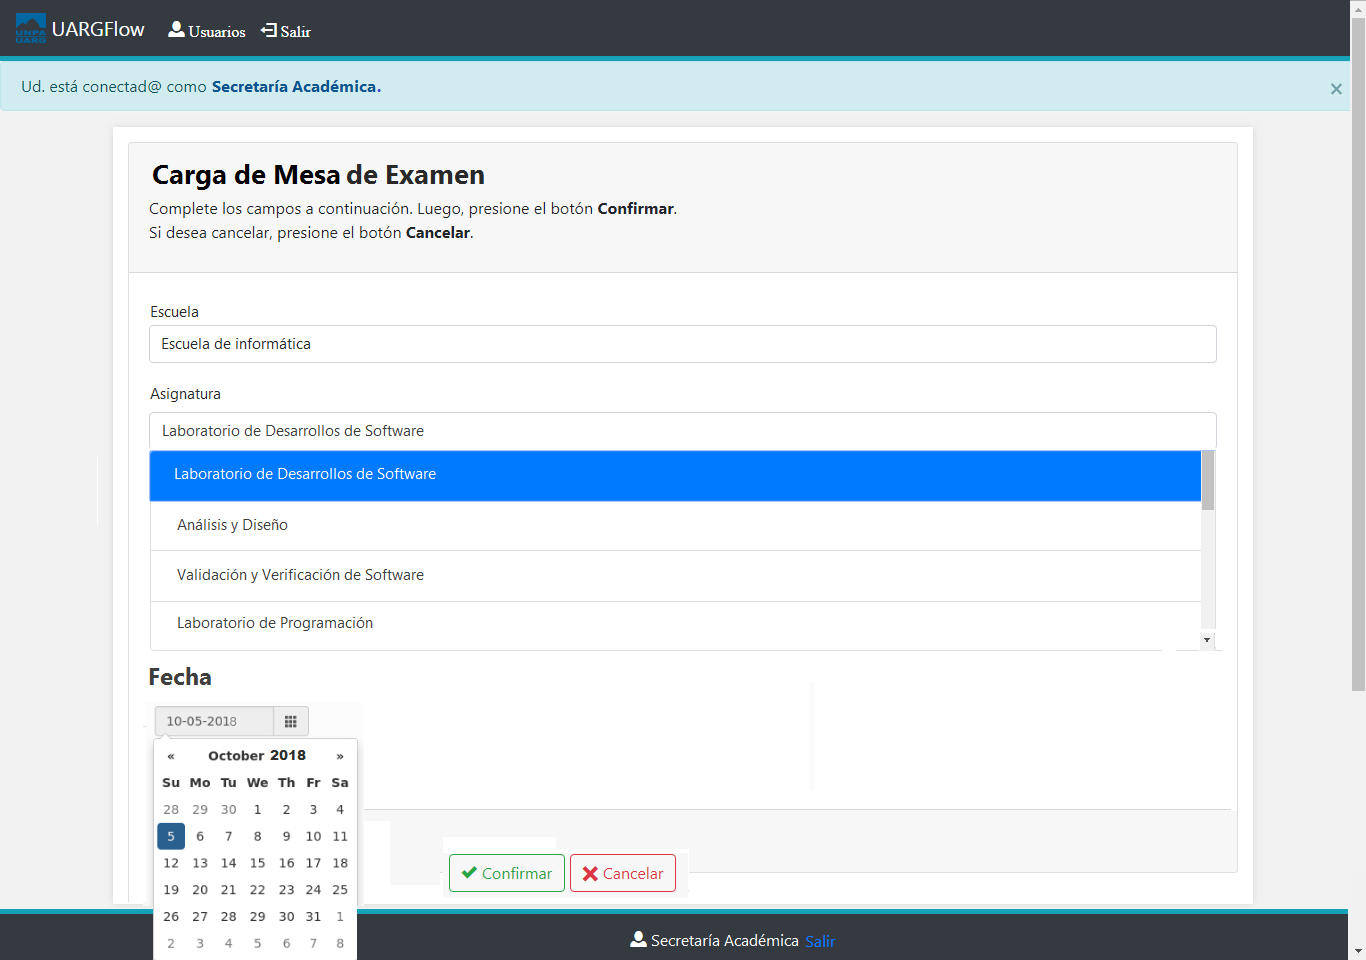 UNPA
UARG
UARGFlow Usuarios Salir
Ud. está conectad@ como Secretaría Académica. ×
Carga de Mesa de Examen
Complete los campos a continuación. Luego, presione el botón Confirmar.
Si desea cancelar, presione el botón Cancelar.
Escuela
Escuela de informática
Asignatura
Laboratorio de Desarrollos de Software
Laboratorio de Desarrollos de Software
Análisis y Diseño
Validación y Verificación de Software
Laboratorio de Programación
Fecha
10-05-2018
« October 2018 »
Su Mo Tu We Th Fr Sa
28 29 30 1 2 3 4
5 6 7 8 9 10 11
12 13 14 15 16 17 18
19 20 21 22 23 24 25
26 27 28 29 30 31 1
2 3 4 5 6 7 8
Confirmar Cancelar
Secretaría Académica Salir